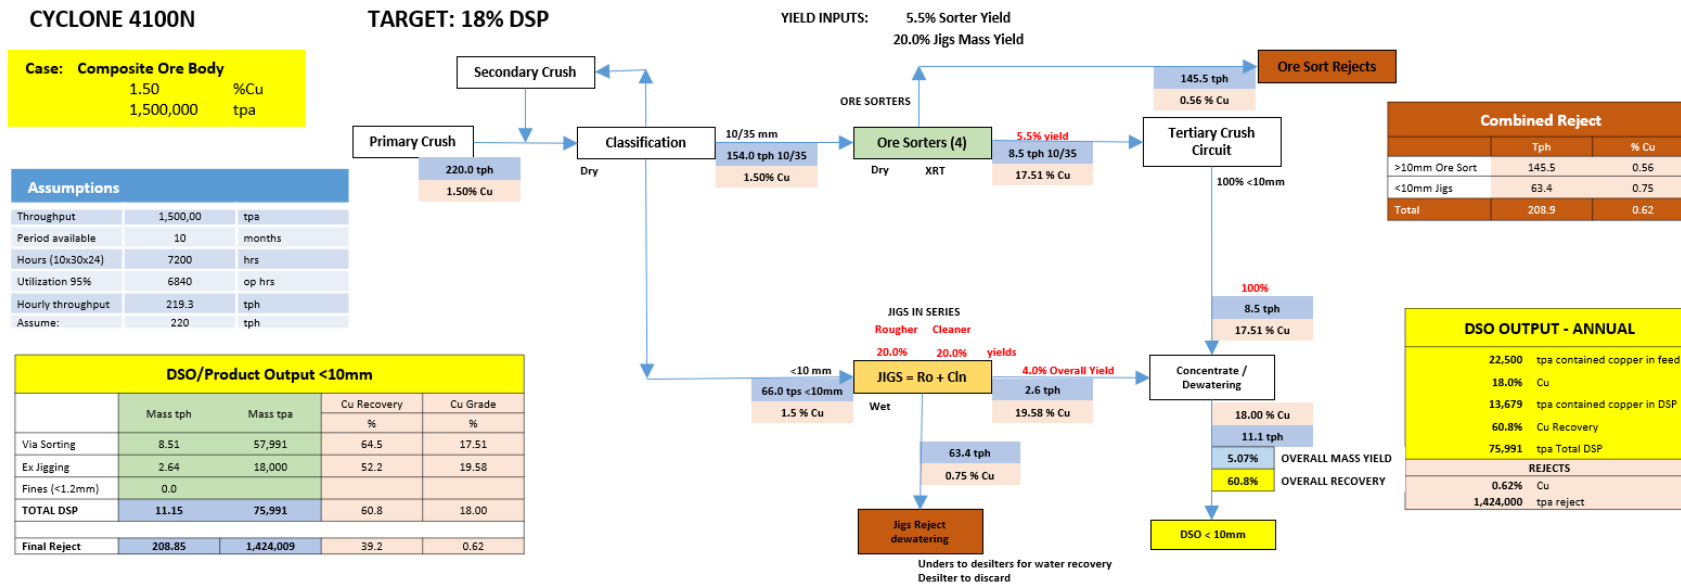 CYCLONE 4100N
TARGET: 18% DSP
YIELD INPUTS: 5.5% Sorter Yield
20.0% Jigs Mass Yield
Case: Composite Ore Body
1.50 %Cu
1,500,000 tpa
Secondary Crush
Primary Crush
220.0 tph
1.50% Cu
Classification
Dry
10/35 mm
154.0 tph 10/35
1.50% Cu
ORE SORTERS
Ore Sorters (4)
Dry XRT
5.5% yield
8.5 tph 10/35
17.51 % Cu
145.5 tph
0.56 % Cu
Ore Sort Rejects
Tertiary Crush
Circuit
100% <10mm
Combined Reject
Tph % Cu
>10mm Ore Sort 145.5 0.56
<10mm Jigs 63.4 0.75
Total 208.9 0.62
Assumptions
Throughput 1,500,00 tpa
Period available 10 months
Hours (10x30x24) 7200 hrs
Utilization 95% 6840 op hrs
Hourly throughput 219.3 tph
Assume: 220 tph
100%
8.5 tph
17.51 % Cu
JIGS IN SERIES
Rougher Cleaner
20.0% 20.0% yields
<10 mm
66.0 tps <10mm
1.5 % Cu
JIGS = Ro + Cln
Wet
4.0% Overall Yield
2.6 tph
19.58 % Cu
Concentrate /
Dewatering
18.00 % Cu
11.1 tph
5.07% OVERALL MASS YIELD
60.8% OVERALL RECOVERY
DSO < 10mm
63.4 tph
0.75 % Cu
Jigs Reject
dewatering
Unders to desilters for water recovery
Desilter to discard
DSO/Product Output <10mm
Mass tph Mass tpa Cu Recovery Cu Grade
% %
Via Sorting 8.51 57,991 64.5 17.51
Ex Jigging 2.64 18,000 52.2 19.58
Fines (<1.2mm) 0.0
TOTAL DSP 11.15 75,991 60.8 18.00
Final Reject 208.85 1,424,009 39.2 0.62
DSO OUTPUT - ANNUAL
22,500 tpa contained copper in feed
18.0% Cu
13,679 tpa contained copper in DSP
60.8% Cu Recovery
75,991 tpa Total DSP
REJECTS
0.62% Cu
1,424,000 tpa reject